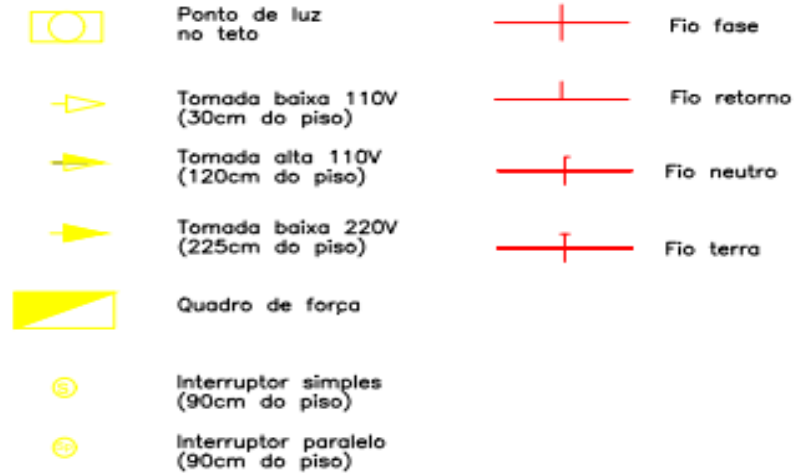 Ponto de luz
no teto
Tomada baixa 110V
(30cm do piso)
Tomada alta 110V
(120cm do piso)
Tomada baixa 220V
(225cm do piso)
Quadro de força
S
Interruptor simples
(90cm do piso)
SP
Interruptor paralelo
(90cm do piso)
Fio fase
Fio retorno
Fio neutro
Fio terra